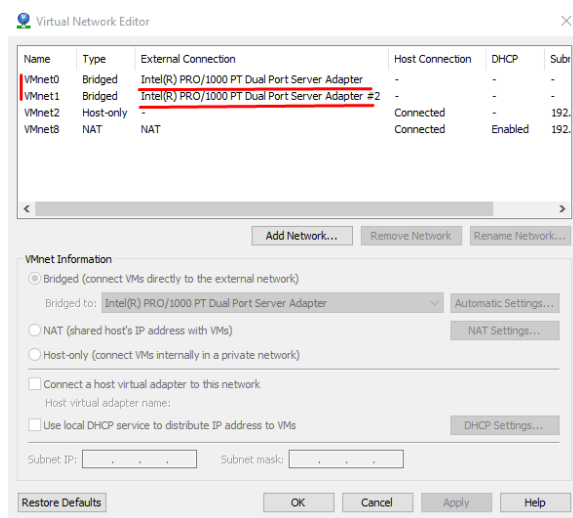 Virtual Network Editor
Name Type External Connection Host Connection DHCP Subr
VMnet0 Bridged Intel(R) PRO/1000 PT Dual Port Server Adapter - - -
VMnet1 Bridged Intel(R) PRO/1000 PT Dual Port Server Adapter #2 - - -
VMnet2 Host-only - Connected - 192.
VMnet8 NAT NAT Connected Enabled 192.
Add Network... Remove Network Rename Network...
VMnet Information
Bridged (connect VMs directly to the external network)
Bridged to: Intel(R) PRO/1000 PT Dual Port Server Adapter Automatic Settings...
NAT (shared host's IP address with VMs) NAT Settings...
Host-only (connect VMs internally in a private network)
Connect a host virtual adapter to this network
Host virtual adapter name:
Use local DHCP service to distribute IP address to VMs DHCP Settings...
Subnet IP: . . . Subnet mask: . . .
Restore Defaults OK Cancel Apply Help